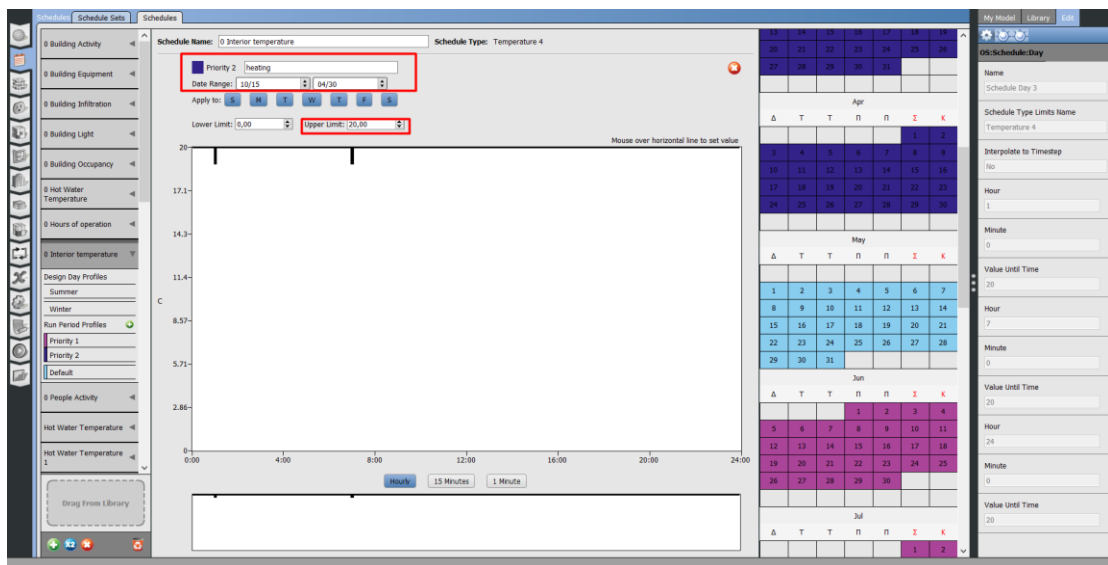 Schedules Schedule Sets Schedules
My Model Library Edit
0 Building Activity
0 Building Equipment
0 Building Infiltration
0 Building Light
0 Building Occupancy
0 Hot Water
Temperature
0 Hours of operation
0 Interior temperature
Design Day Profiles
Summer
Winter
Run Period Profiles
Priority 1
Priority 2
Default
0 People Activity
Hot Water Temperature
Hot Water Temperature
1
Drag From Library
x2
Schedule Name: 0 Interior temperature Schedule Type: Temperature 4
Priority 2 heating
Date Range: 10/15 04/30
Apply to: S M T W T F S
Lower Limit: 0,00 Upper Limit: 20,00
Mouse over horizontal line to set value
20
17.1
14.3
11.4
C
8.57
5.71
2.86
0
0:00 4:00 8:00 12:00 16:00 20:00 24:00
Hourly 15 Minutes 1 Minute
13 14 15 16 17 18 19
20 21 22 23 24 25 26
27 28 29 30 31
Apr
Δ Τ Τ Π Π Σ Κ
1 2
3 4 5 6 7 8 9
10 11 12 13 14 15 16
17 18 19 20 21 22 23
24 25 26 27 28 29 30
May
Δ Τ Τ Π Π Σ Κ
1 2 3 4 5 6 7
8 9 10 11 12 13 14
15 16 17 18 19 20 21
22 23 24 25 26 27 28
29 30 31
Jun
Δ Τ Τ Π Π Σ Κ
1 2 3 4
5 6 7 8 9 10 11
12 13 14 15 16 17 18
19 20 21 22 23 24 25
26 27 28 29 30
Jul
Δ Τ Τ Π Π Σ Κ
1 2
OS:Schedule:Day
Name
Schedule Day 3
Schedule Type Limits Name
Temperature 4
Interpolate to Timestep
No
Hour
1
Minute
0
Value Until Time
20
Hour
7
Minute
0
Value Until Time
20
Hour
24
Minute
0
Value Until Time
20